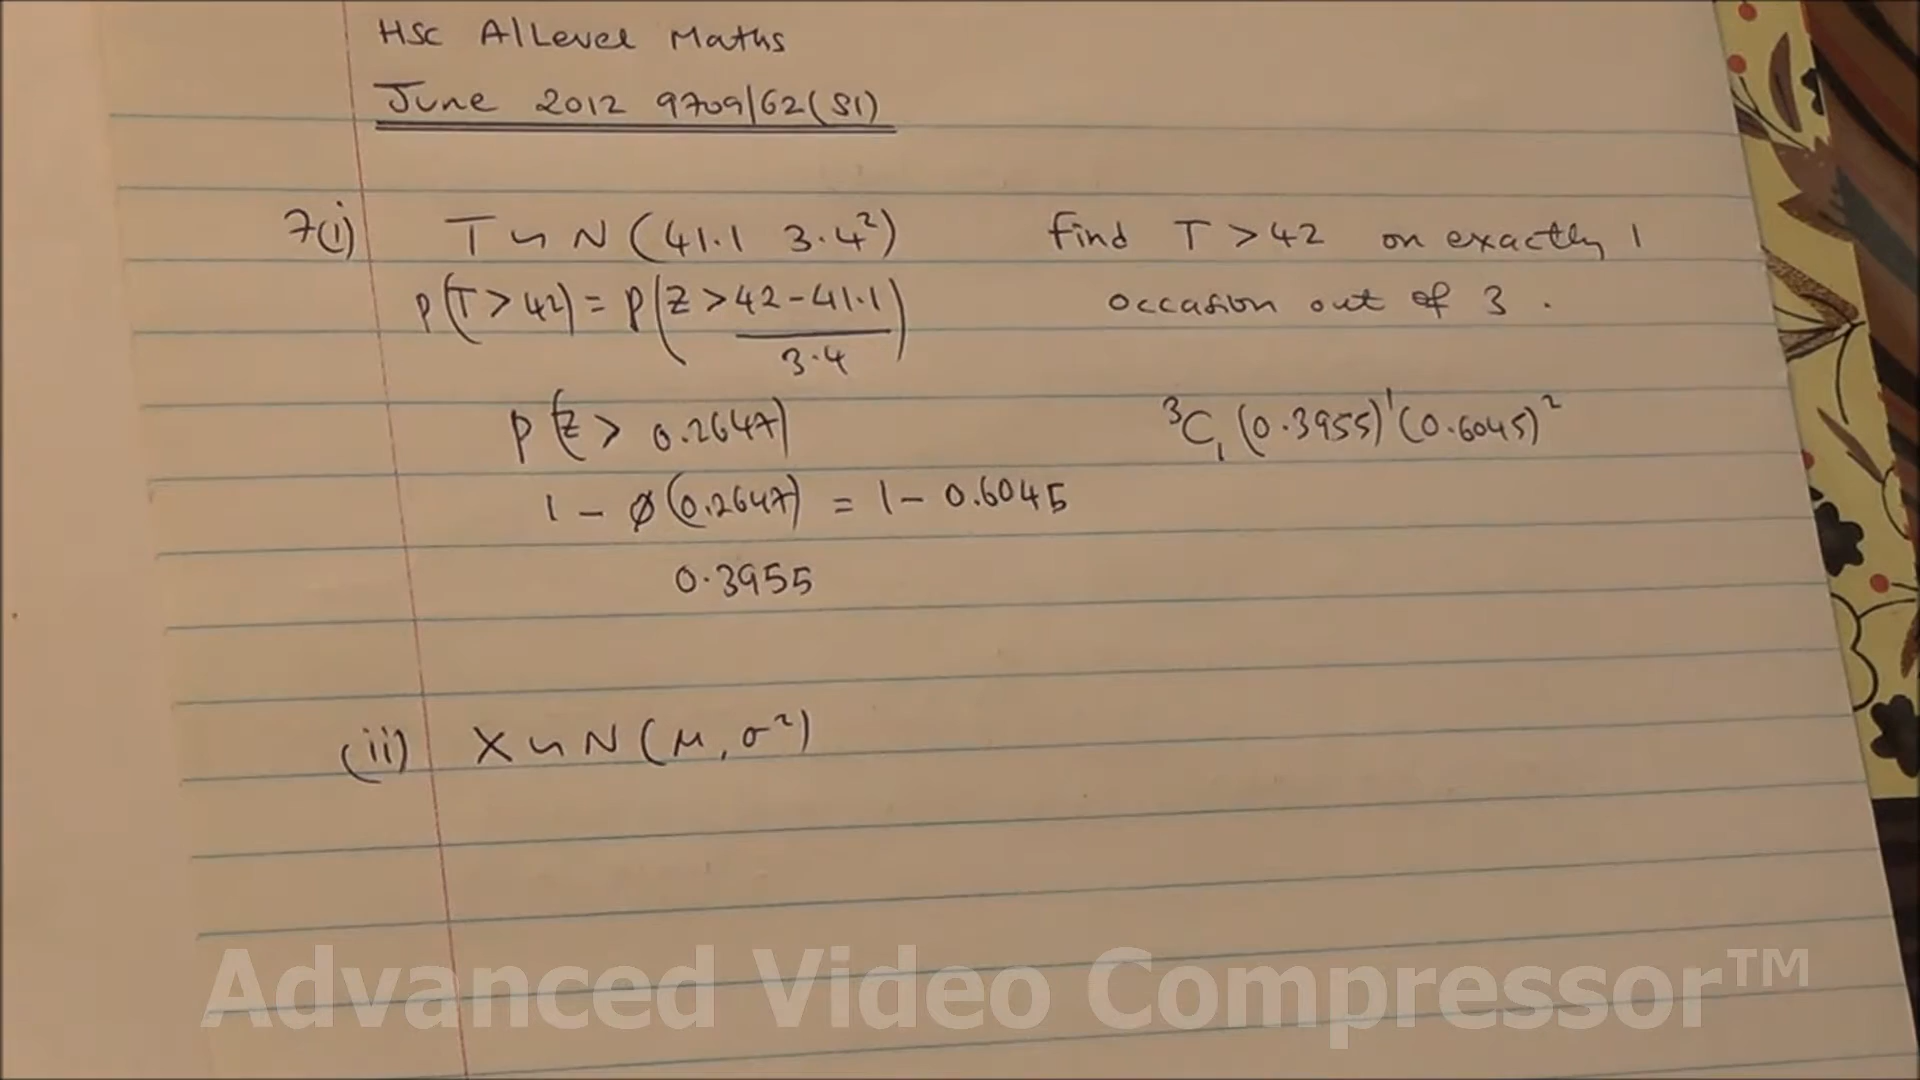 HSC A/Level Maths
June 2012 9709/62(S1)
7(i) T ~ N (41.1 3.4²) find T > 42 on exactly 1
P(T > 42) = P(Z > 42 - 41.1 / 3.4) occasion out of 3 .
P(Z > 0.2647) ³C₁ (0.3955)¹(0.6045)²
1 - ø(0.2647) = 1 - 0.6045
0.3955
(ii) X ~ N (μ, σ²)
Advanced Video Compressor™